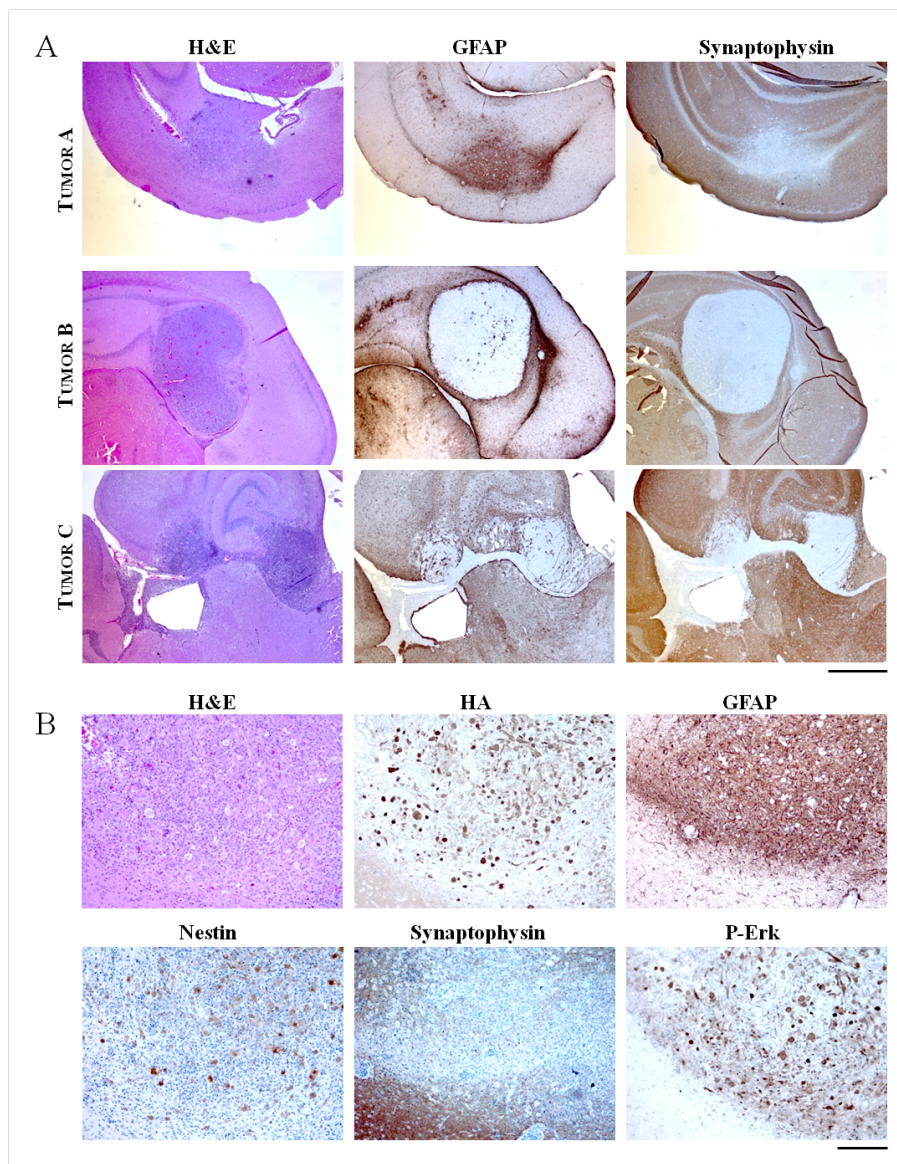 A
H&E GFAP Synaptophysin
TUMOR A
TUMOR B
TUMOR C
B
H&E HA GFAP
Nestin Synaptophysin P-Erk